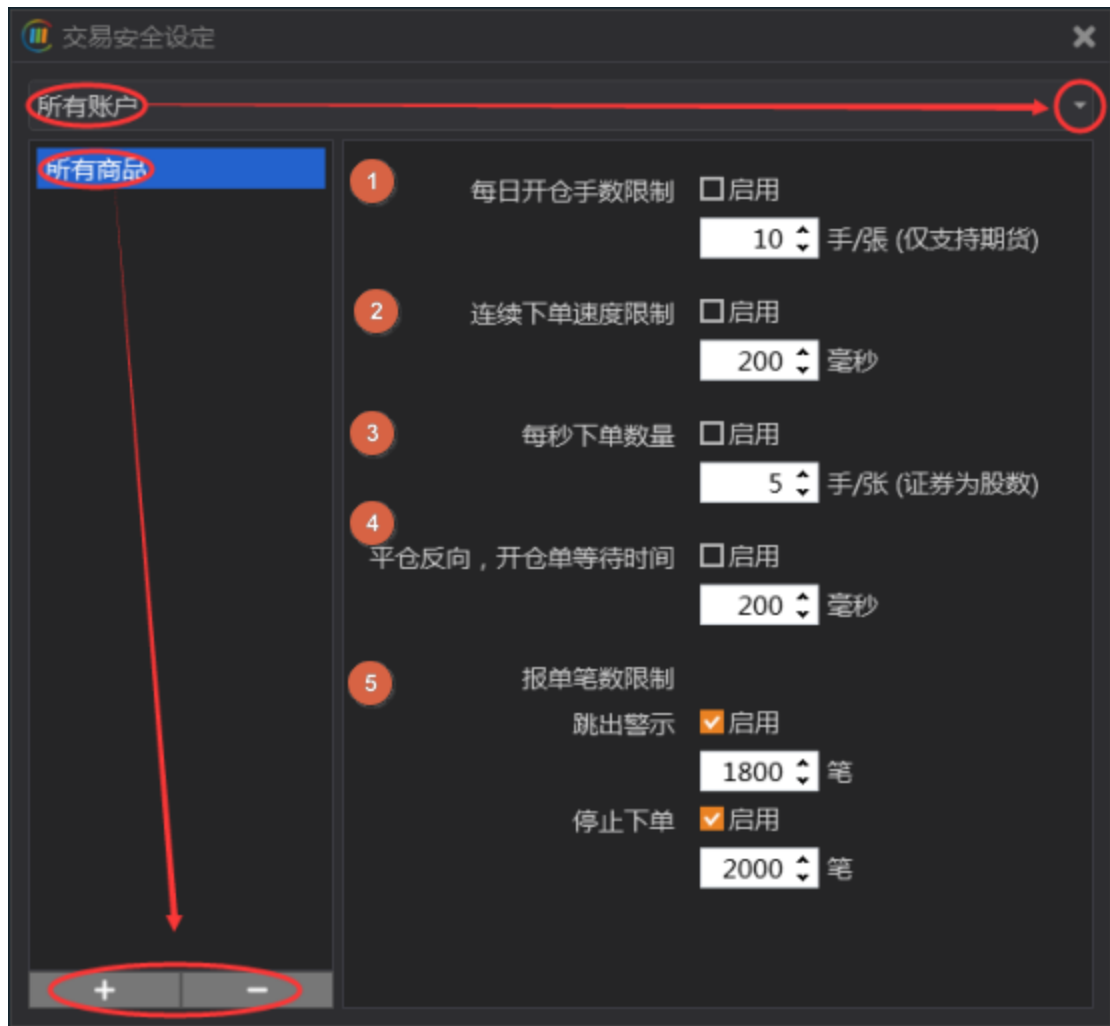 交易安全设定
所有账户
所有商品
1
每日开仓手数限制 启用
10 手/張 (仅支持期货)
2
连续下单速度限制 启用
200 毫秒
3
每秒下单数量 启用
5 手/张 (证券为股数)
4
平仓反向，开仓单等待时间 启用
200 毫秒
5
报单笔数限制
跳出警示 启用
1800 笔
停止下单 启用
2000 笔
+ −